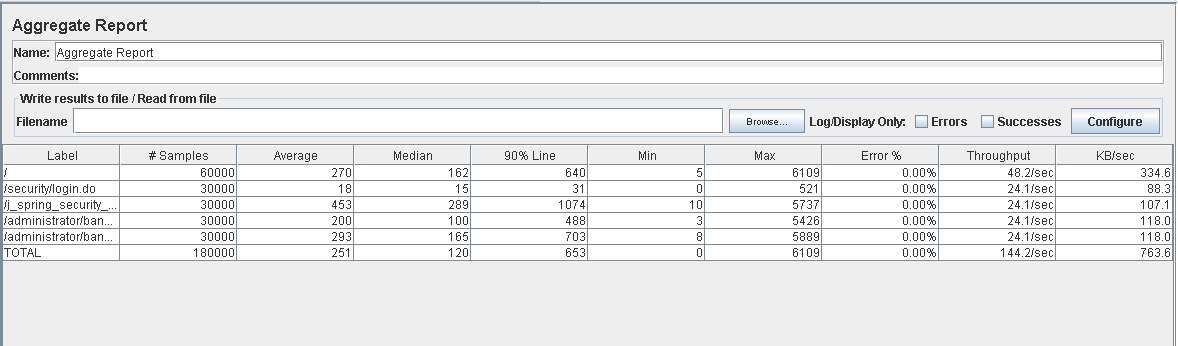 Aggregate Report
Name: Aggregate Report
Comments:
Write results to file / Read from file
Filename Browse... Log/Display Only: Errors Successes Configure
Label # Samples Average Median 90% Line Min Max Error % Throughput KB/sec
/ 60000 270 162 640 5 6109 0.00% 48.2/sec 334.6
/security/login.do 30000 18 15 31 0 521 0.00% 24.1/sec 88.3
/j_spring_security_... 30000 453 289 1074 10 5737 0.00% 24.1/sec 107.1
/administrator/ban... 30000 200 100 488 3 5426 0.00% 24.1/sec 118.0
/administrator/ban... 30000 293 165 703 8 5889 0.00% 24.1/sec 118.0
TOTAL 180000 251 120 653 0 6109 0.00% 144.2/sec 763.6